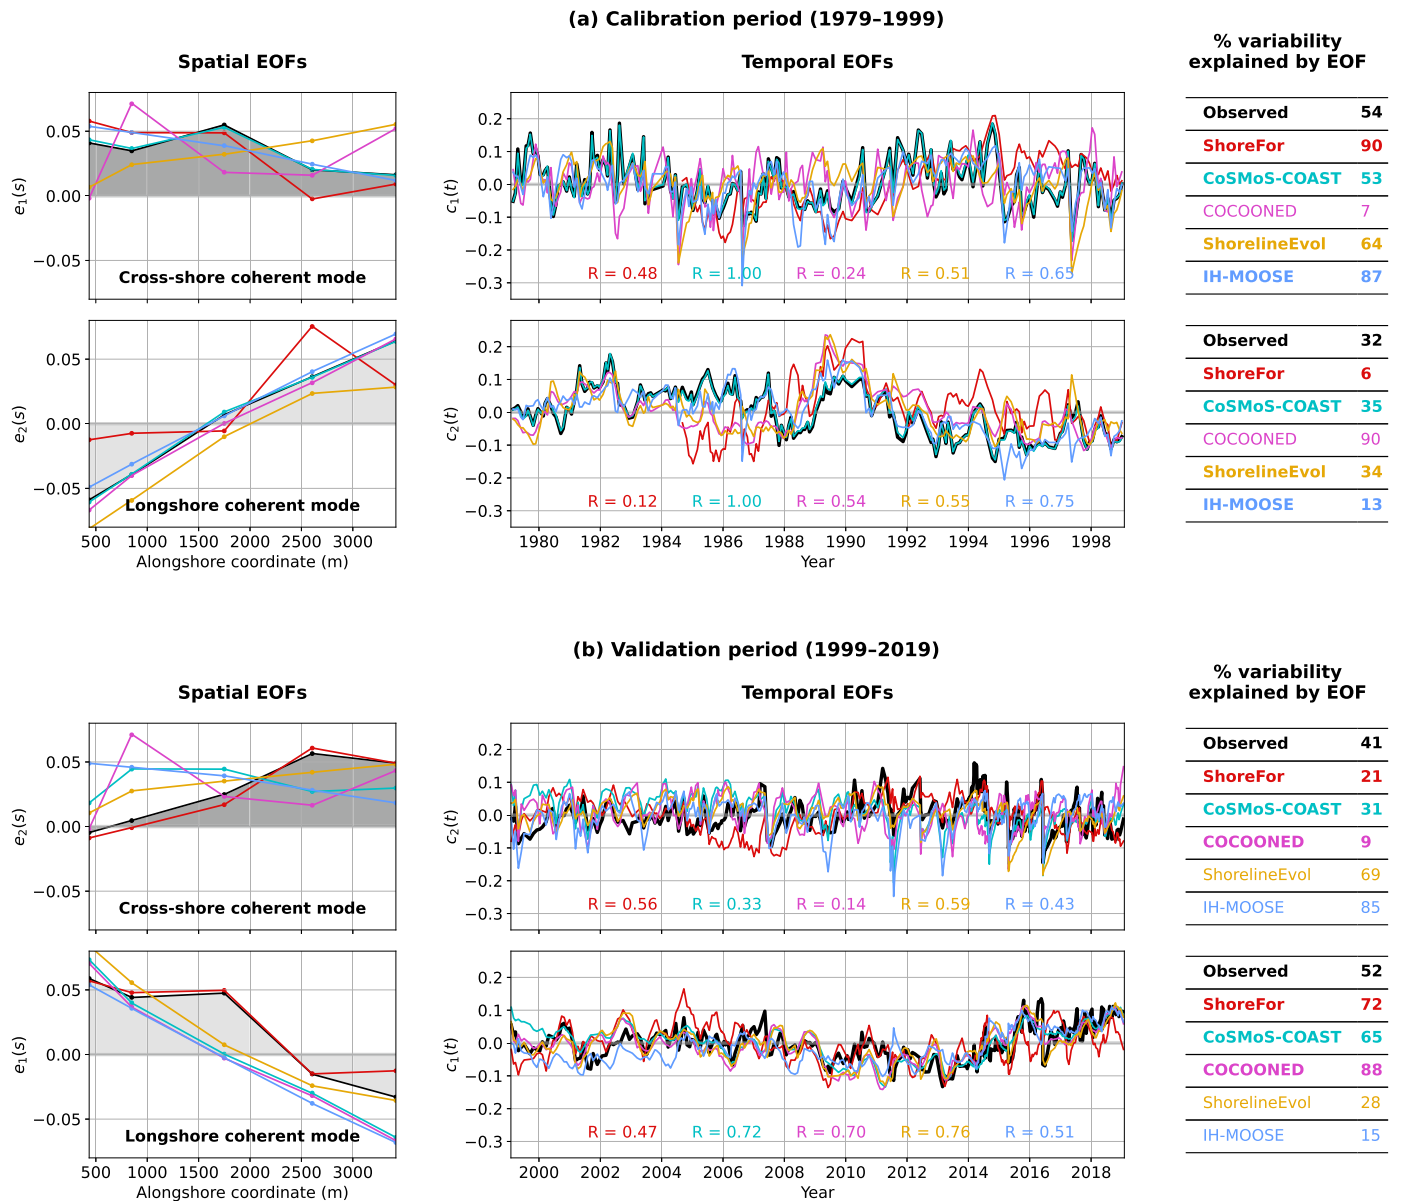 (a) Calibration period (1979–1999)
Spatial EOFs
Temporal EOFs
% variability
explained by EOF
0.05
0.00
−0.05
e1(s)
Cross-shore coherent mode
0.2
0.1
0.0
−0.1
−0.2
−0.3
c1(t)
R = 0.48 R = 1.00 R = 0.24 R = 0.51 R = 0.65
Observed 54
ShoreFor 90
CoSMoS-COAST 53
COCOONED 7
ShorelineEvol 64
IH-MOOSE 87
0.05
0.00
−0.05
e2(s)
Longshore coherent mode
500 1000 1500 2000 2500 3000
Alongshore coordinate (m)
0.2
0.1
0.0
−0.1
−0.2
−0.3
c2(t)
R = 0.12 R = 1.00 R = 0.54 R = 0.55 R = 0.75
1980 1982 1984 1986 1988 1990 1992 1994 1996 1998
Year
Observed 32
ShoreFor 6
CoSMoS-COAST 35
COCOONED 90
ShorelineEvol 34
IH-MOOSE 13
(b) Validation period (1999–2019)
Spatial EOFs
Temporal EOFs
% variability
explained by EOF
0.05
0.00
−0.05
e2(s)
Cross-shore coherent mode
0.2
0.1
0.0
−0.1
−0.2
−0.3
c2(t)
R = 0.56 R = 0.33 R = 0.14 R = 0.59 R = 0.43
Observed 41
ShoreFor 21
CoSMoS-COAST 31
COCOONED 9
ShorelineEvol 69
IH-MOOSE 85
0.05
0.00
−0.05
e1(s)
Longshore coherent mode
500 1000 1500 2000 2500 3000
Alongshore coordinate (m)
0.2
0.1
0.0
−0.1
−0.2
−0.3
c1(t)
R = 0.47 R = 0.72 R = 0.70 R = 0.76 R = 0.51
2000 2002 2004 2006 2008 2010 2012 2014 2016 2018
Year
Observed 52
ShoreFor 72
CoSMoS-COAST 65
COCOONED 88
ShorelineEvol 28
IH-MOOSE 15